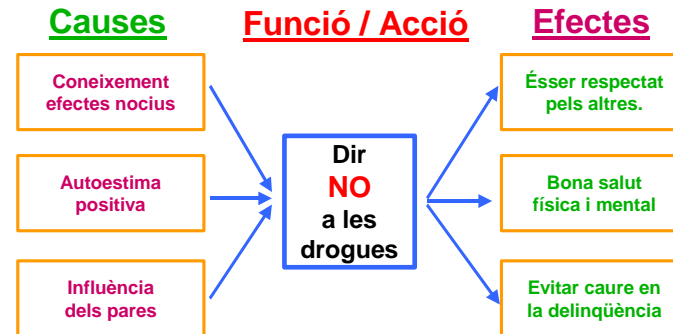 Causes
Funció / Acció
Efectes
Coneixement
efectes nocius
Autoestima
positiva
Influència
dels pares
Dir
NO
a les
drogues
Ésser respectat
pels altres.
Bona salut
física i mental
Evitar caure en
la delinqüència